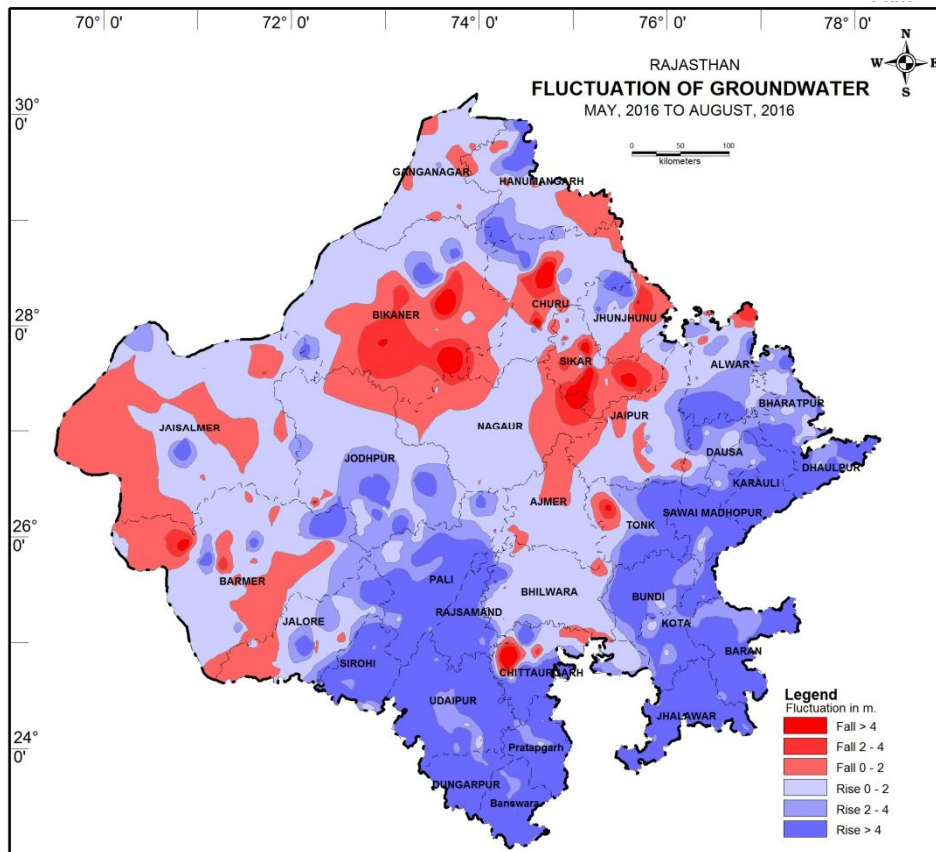 70° 0' 72° 0' 74° 0' 76° 0' 78° 0'
N
W E
S
RAJASTHAN
FLUCTUATION OF GROUNDWATER
MAY, 2016 TO AUGUST, 2016
0 50 100
kilometers
30°
0'
GANGANAGAR
HANUMANGARH
28°
0'
CHURU
BIKANER
JHUNJHUNU
SIKAR
ALWAR
BHARATPUR
JAIPUR
NAGAUR
JAISALMER
DAUSA
JODHPUR
DHAULPUR
KARAULI
AJMER
SAWAI MADHOPUR
TONK
26°
0'
PALI
BARMER
BHILWARA
BUNDI
RAJSAMAND
JALORE
KOTA
BARAN
SIROHI
CHITTAURGARH
UDAIPUR
JHALAWAR
24°
0'
Pratapgarh
DUNGARPUR
Banswara
Legend
Fluctuation in m.
Fall > 4
Fall 2 - 4
Fall 0 - 2
Rise 0 - 2
Rise 2 - 4
Rise > 4